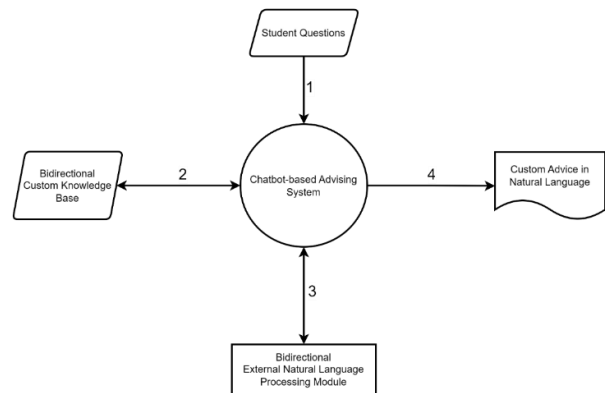 Student Questions
1
Bidirectional
Custom Knowledge
Base
2
Chatbot-based Advising
System
4
Custom Advice in
Natural Language
3
Bidirectional
External Natural Language
Processing Module